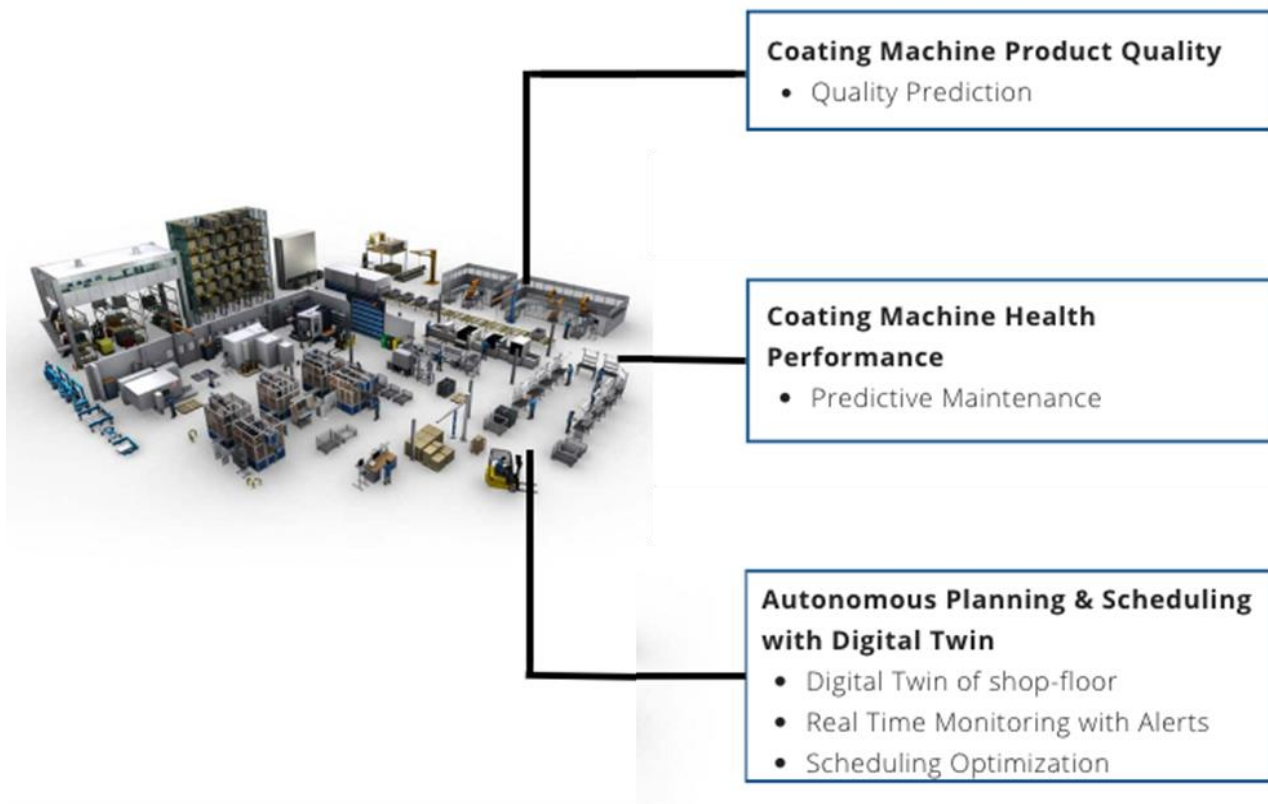 Coating Machine Product Quality
• Quality Prediction
Coating Machine Health
Performance
• Predictive Maintenance
Autonomous Planning & Scheduling
with Digital Twin
• Digital Twin of shop-floor
• Real Time Monitoring with Alerts
• Scheduling Optimization